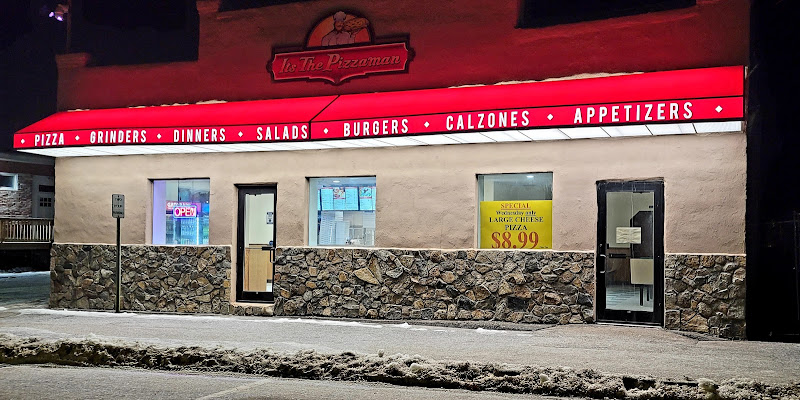 Its The Pizzaman
PIZZA • GRINDERS • DINNERS • SALADS • BURGERS • CALZONES • APPETIZERS
OPEN
SPECIAL
Wednesday only
LARGE CHEESE
PIZZA
$8.99